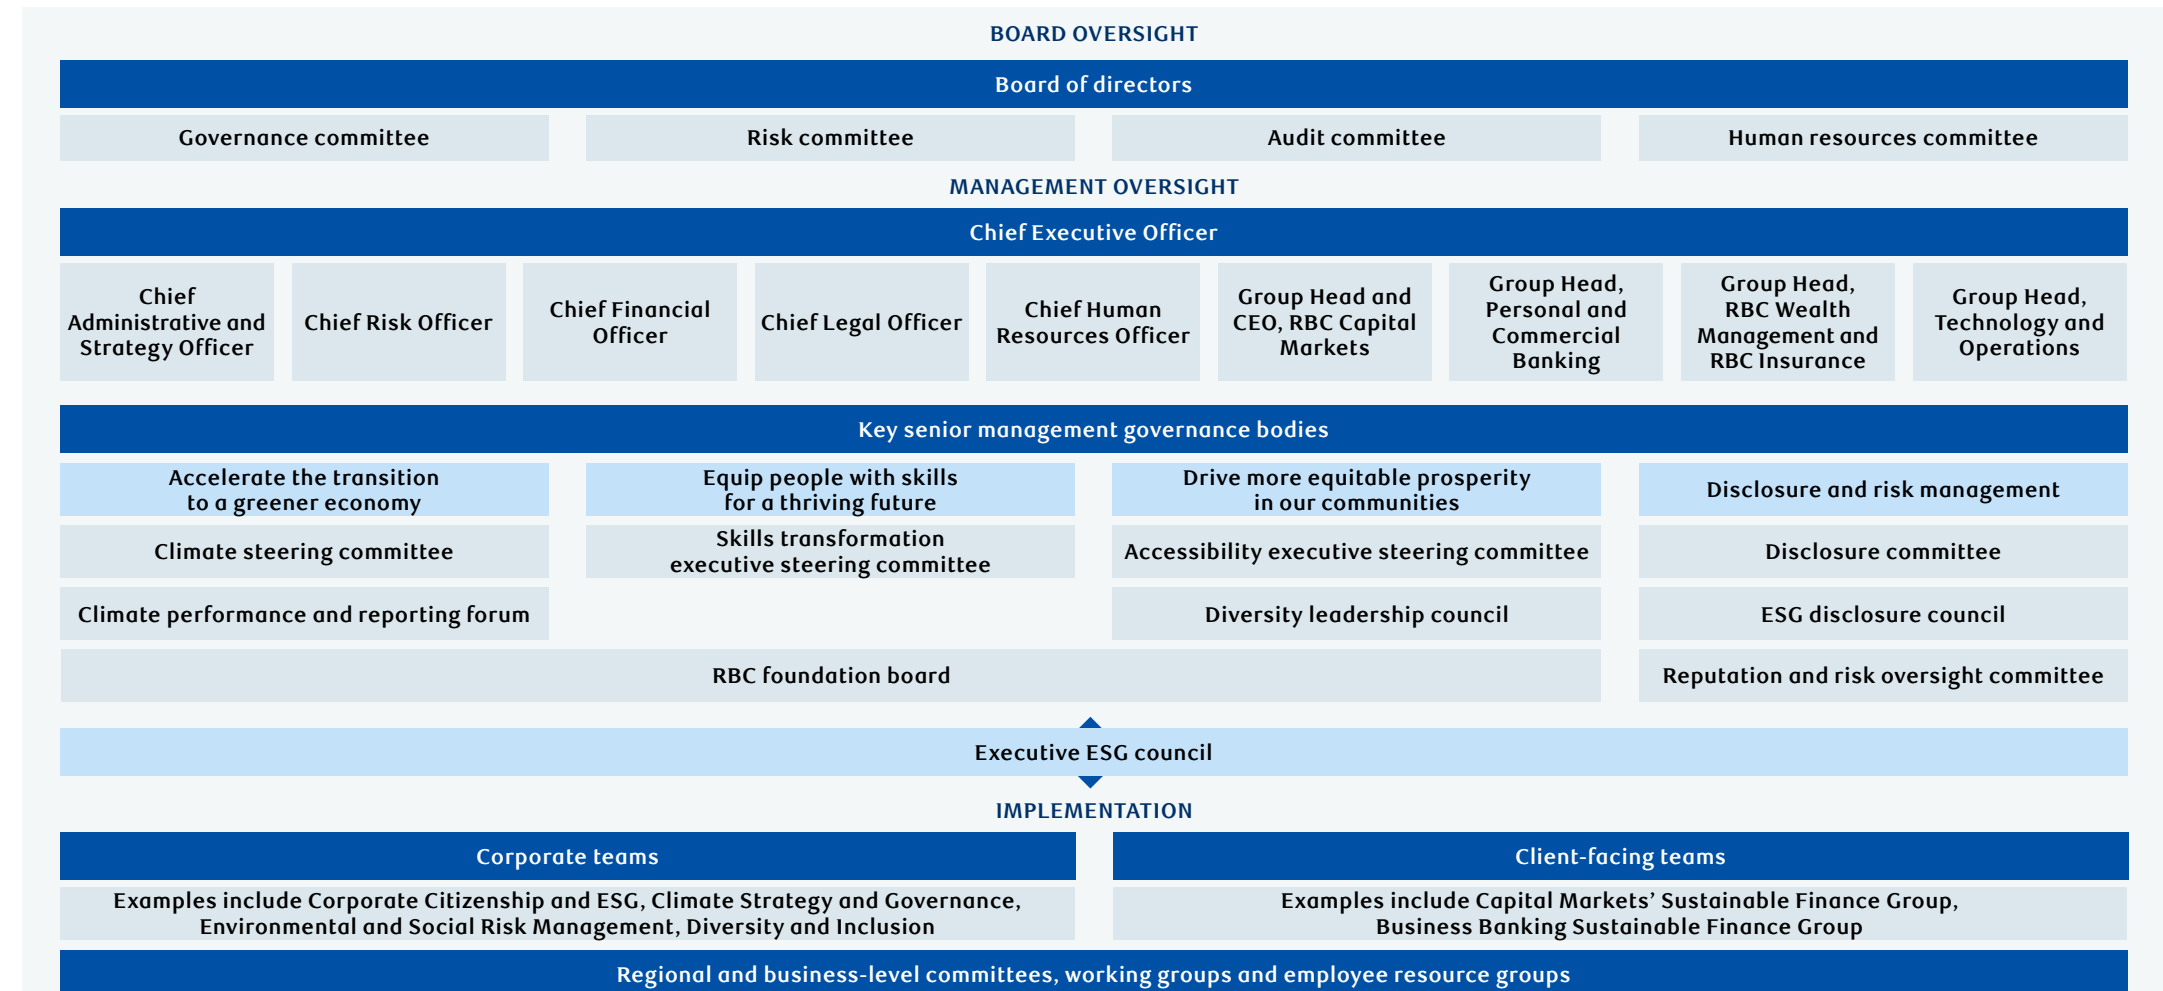 BOARD OVERSIGHT
Board of directors
Governance committee
Risk committee
Audit committee
Human resources committee
MANAGEMENT OVERSIGHT
Chief Executive Officer
Chief
Administrative and
Strategy Officer
Chief Risk Officer
Chief Financial
Officer
Chief Legal Officer
Chief Human
Resources Officer
Group Head and
CEO, RBC Capital
Markets
Group Head,
Personal and
Commercial
Banking
Group Head,
RBC Wealth
Management and
RBC Insurance
Group Head,
Technology and
Operations
Key senior management governance bodies
Accelerate the transition
to a greener economy
Equip people with skills
for a thriving future
Drive more equitable prosperity
in our communities
Disclosure and risk management
Climate steering committee
Skills transformation
executive steering committee
Accessibility executive steering committee
Disclosure committee
Climate performance and reporting forum
Diversity leadership council
ESG disclosure council
RBC foundation board
Reputation and risk oversight committee
Executive ESG council
IMPLEMENTATION
Corporate teams
Client-facing teams
Examples include Corporate Citizenship and ESG, Climate Strategy and Governance,
Environmental and Social Risk Management, Diversity and Inclusion
Examples include Capital Markets’ Sustainable Finance Group,
Business Banking Sustainable Finance Group
Regional and business-level committees, working groups and employee resource groups